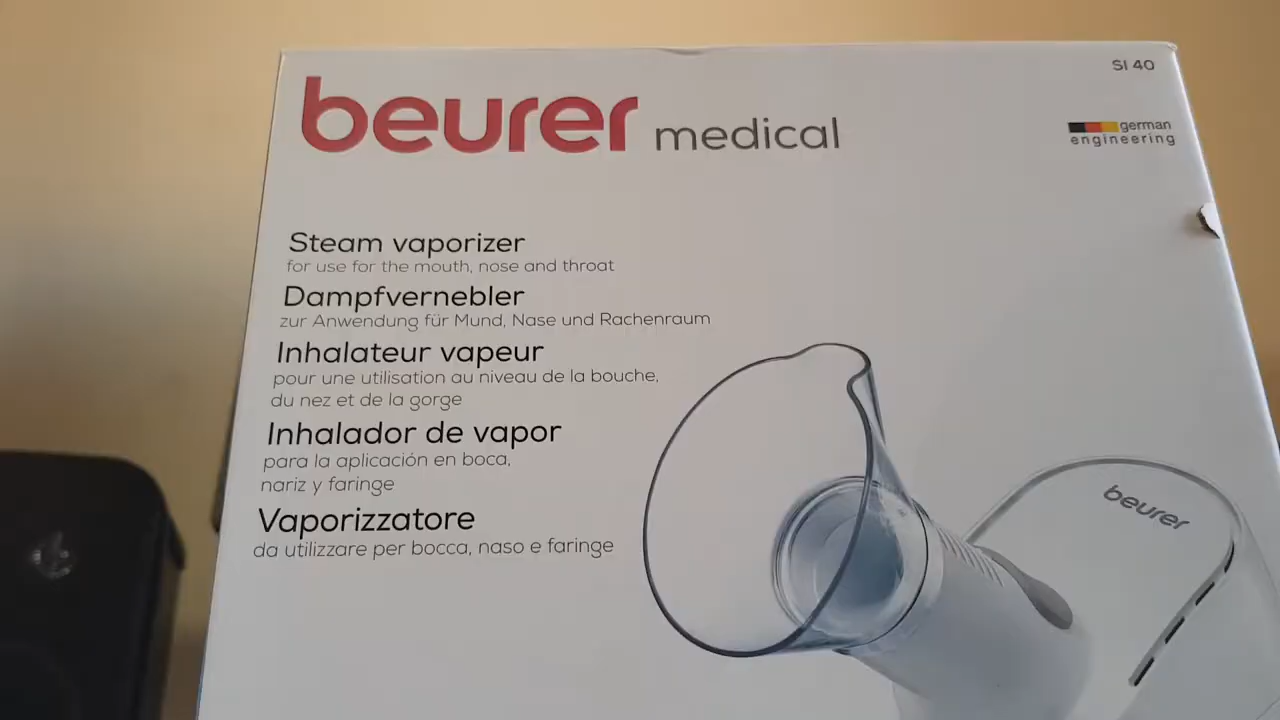 SI 40
beurer medical
german
engineering
Steam vaporizer
for use for the mouth, nose and throat
Dampfvernebler
zur Anwendung für Mund, Nase und Rachenraum
Inhalateur vapeur
pour une utilisation au niveau de la bouche,
du nez et de la gorge
Inhalador de vapor
para la aplicación en boca,
nariz y faringe
Vaporizzatore
da utilizzare per bocca, naso e faringe
beurer